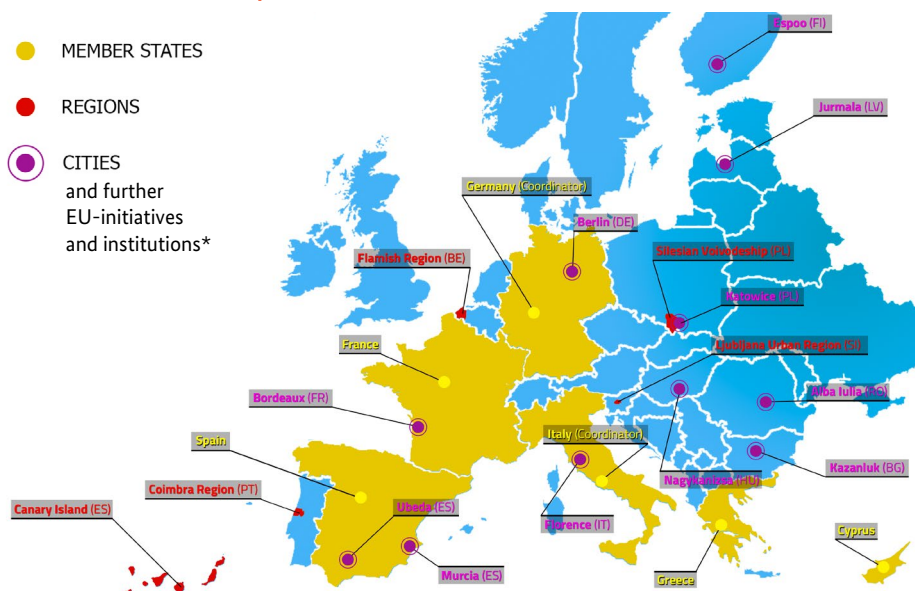 MEMBER STATES
REGIONS
CITIES
and further
EU-initiatives
and institutions*
Espoo (FI)
Jurmala (LV)
Germany (Coordinator)
Berlin (DE)
Flamish Region (BE)
Silesian Voivodeship (PL)
Katowice (PL)
France
Ljubljana Urban Region (SI)
Bordeaux (FR)
Alba Iulia (RO)
Spain
Italy (Coordinator)
Kazanluk (BG)
Coimbra Region (PT)
Nagykanizsa (HU)
Canary Island (ES)
Ubeda (ES)
Florence (IT)
Cyprus
Murcia (ES)
Greece